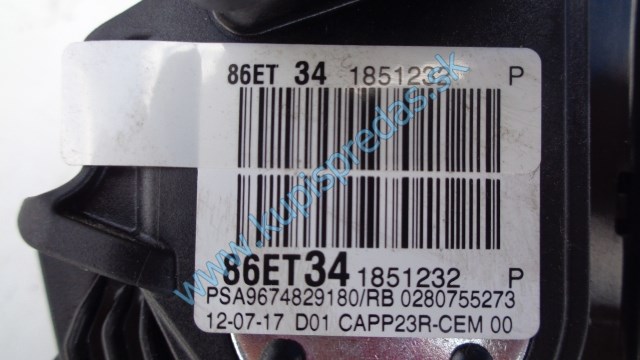 86ET 34 1851232 P
www.kupispredas.sk
86ET34 1851232 P
PSA9674829180/RB 0280755273
12-07-17 D01 CAPP23R-CEM 00